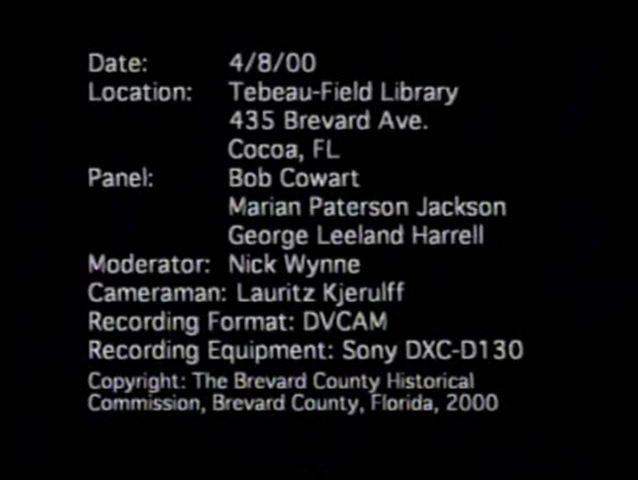 Date: 4/8/00
Location: Tebeau-Field Library
435 Brevard Ave.
Cocoa, FL
Panel: Bob Cowart
Marian Paterson Jackson
George Leeland Harrell
Moderator: Nick Wynne
Cameraman: Lauritz Kjerulff
Recording Format: DVCAM
Recording Equipment: Sony DXC-D130
Copyright: The Brevard County Historical
Commission, Brevard County, Florida, 2000